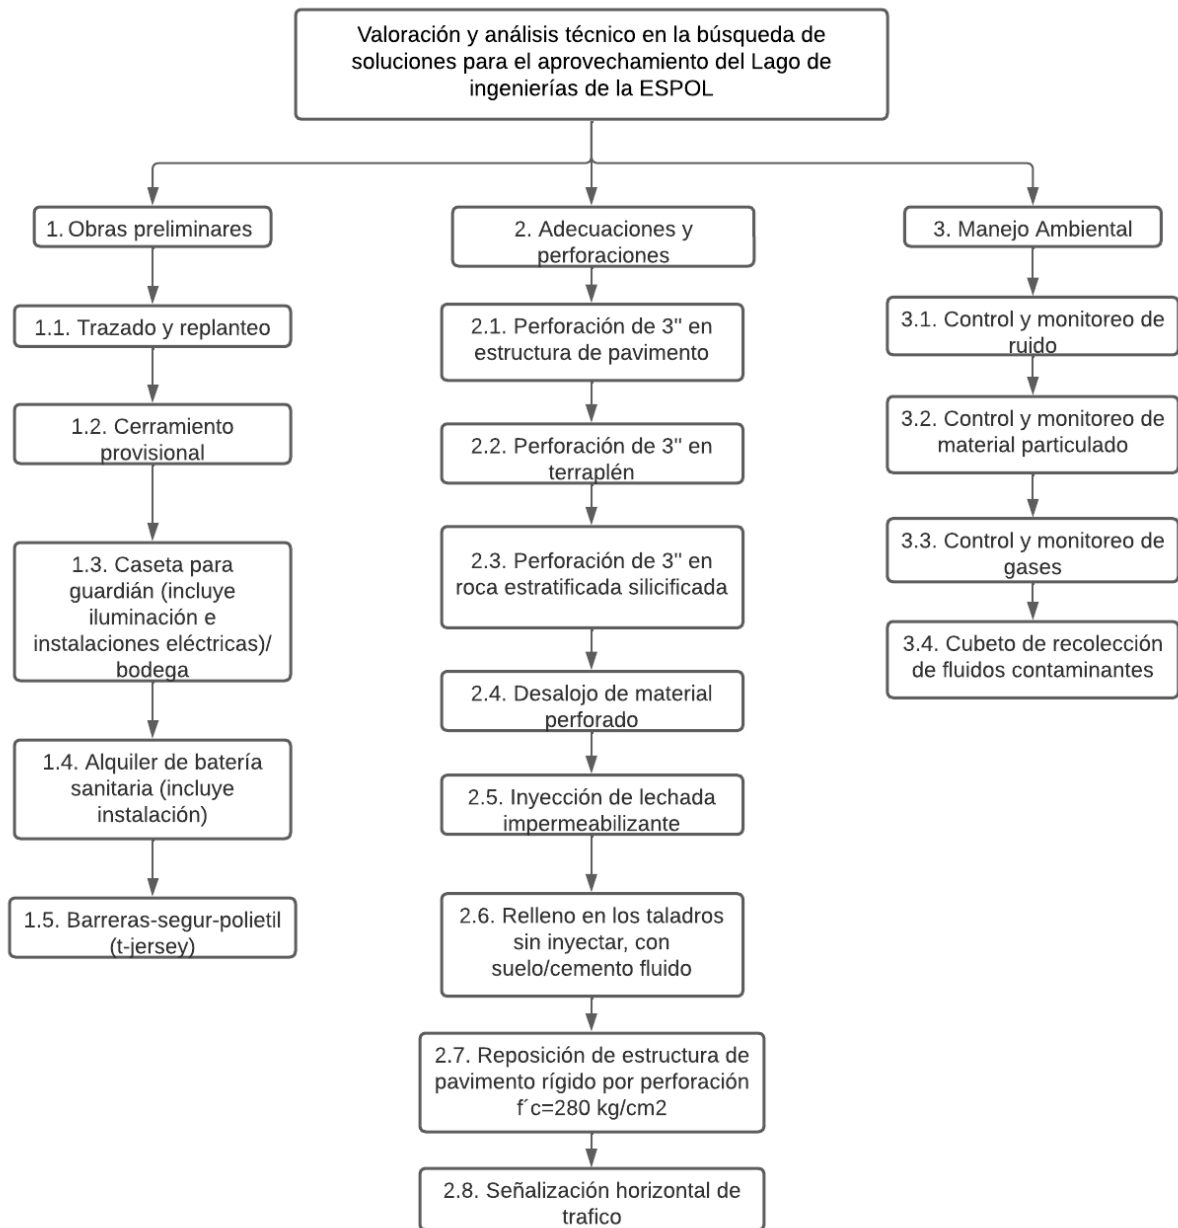 Valoración y análisis técnico en la búsqueda de
soluciones para el aprovechamiento del Lago de
ingenierías de la ESPOL
1. Obras preliminares
1.1. Trazado y replanteo
1.2. Cerramiento
provisional
1.3. Caseta para
guardián (incluye
iluminación e
instalaciones eléctricas)/
bodega
1.4. Alquiler de batería
sanitaria (incluye
instalación)
1.5. Barreras-segur-polietil
(t-jersey)
2. Adecuaciones y
perforaciones
2.1. Perforación de 3" en
estructura de pavimento
2.2. Perforación de 3" en
terraplén
2.3. Perforación de 3" en
roca estratificada silicificada
2.4. Desalojo de material
perforado
2.5. Inyección de lechada
impermeabilizante
2.6. Relleno en los taladros
sin inyectar, con
suelo/cemento fluido
2.7. Reposición de estructura de
pavimento rígido por perforación
f´c=280 kg/cm2
2.8. Señalización horizontal de
trafico
3. Manejo Ambiental
3.1. Control y monitoreo de
ruido
3.2. Control y monitoreo de
material particulado
3.3. Control y monitoreo de
gases
3.4. Cubeto de recolección
de fluidos contaminantes